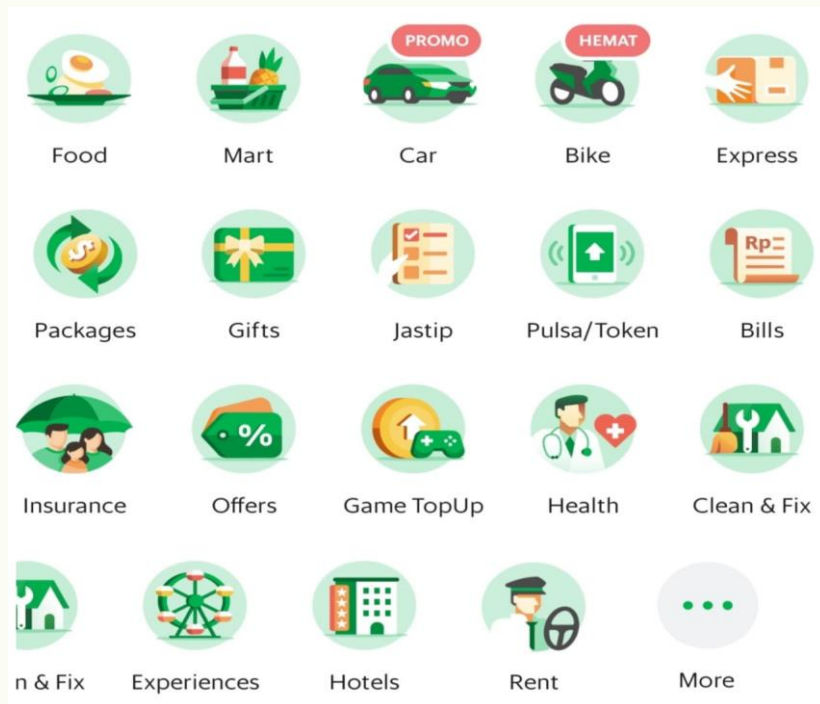 PROMO HEMAT
Food Mart Car Bike Express
Rp
Packages Gifts Jastip Pulsa/Token Bills
%
Insurance Offers Game TopUp Health Clean & Fix
n & Fix Experiences Hotels Rent More